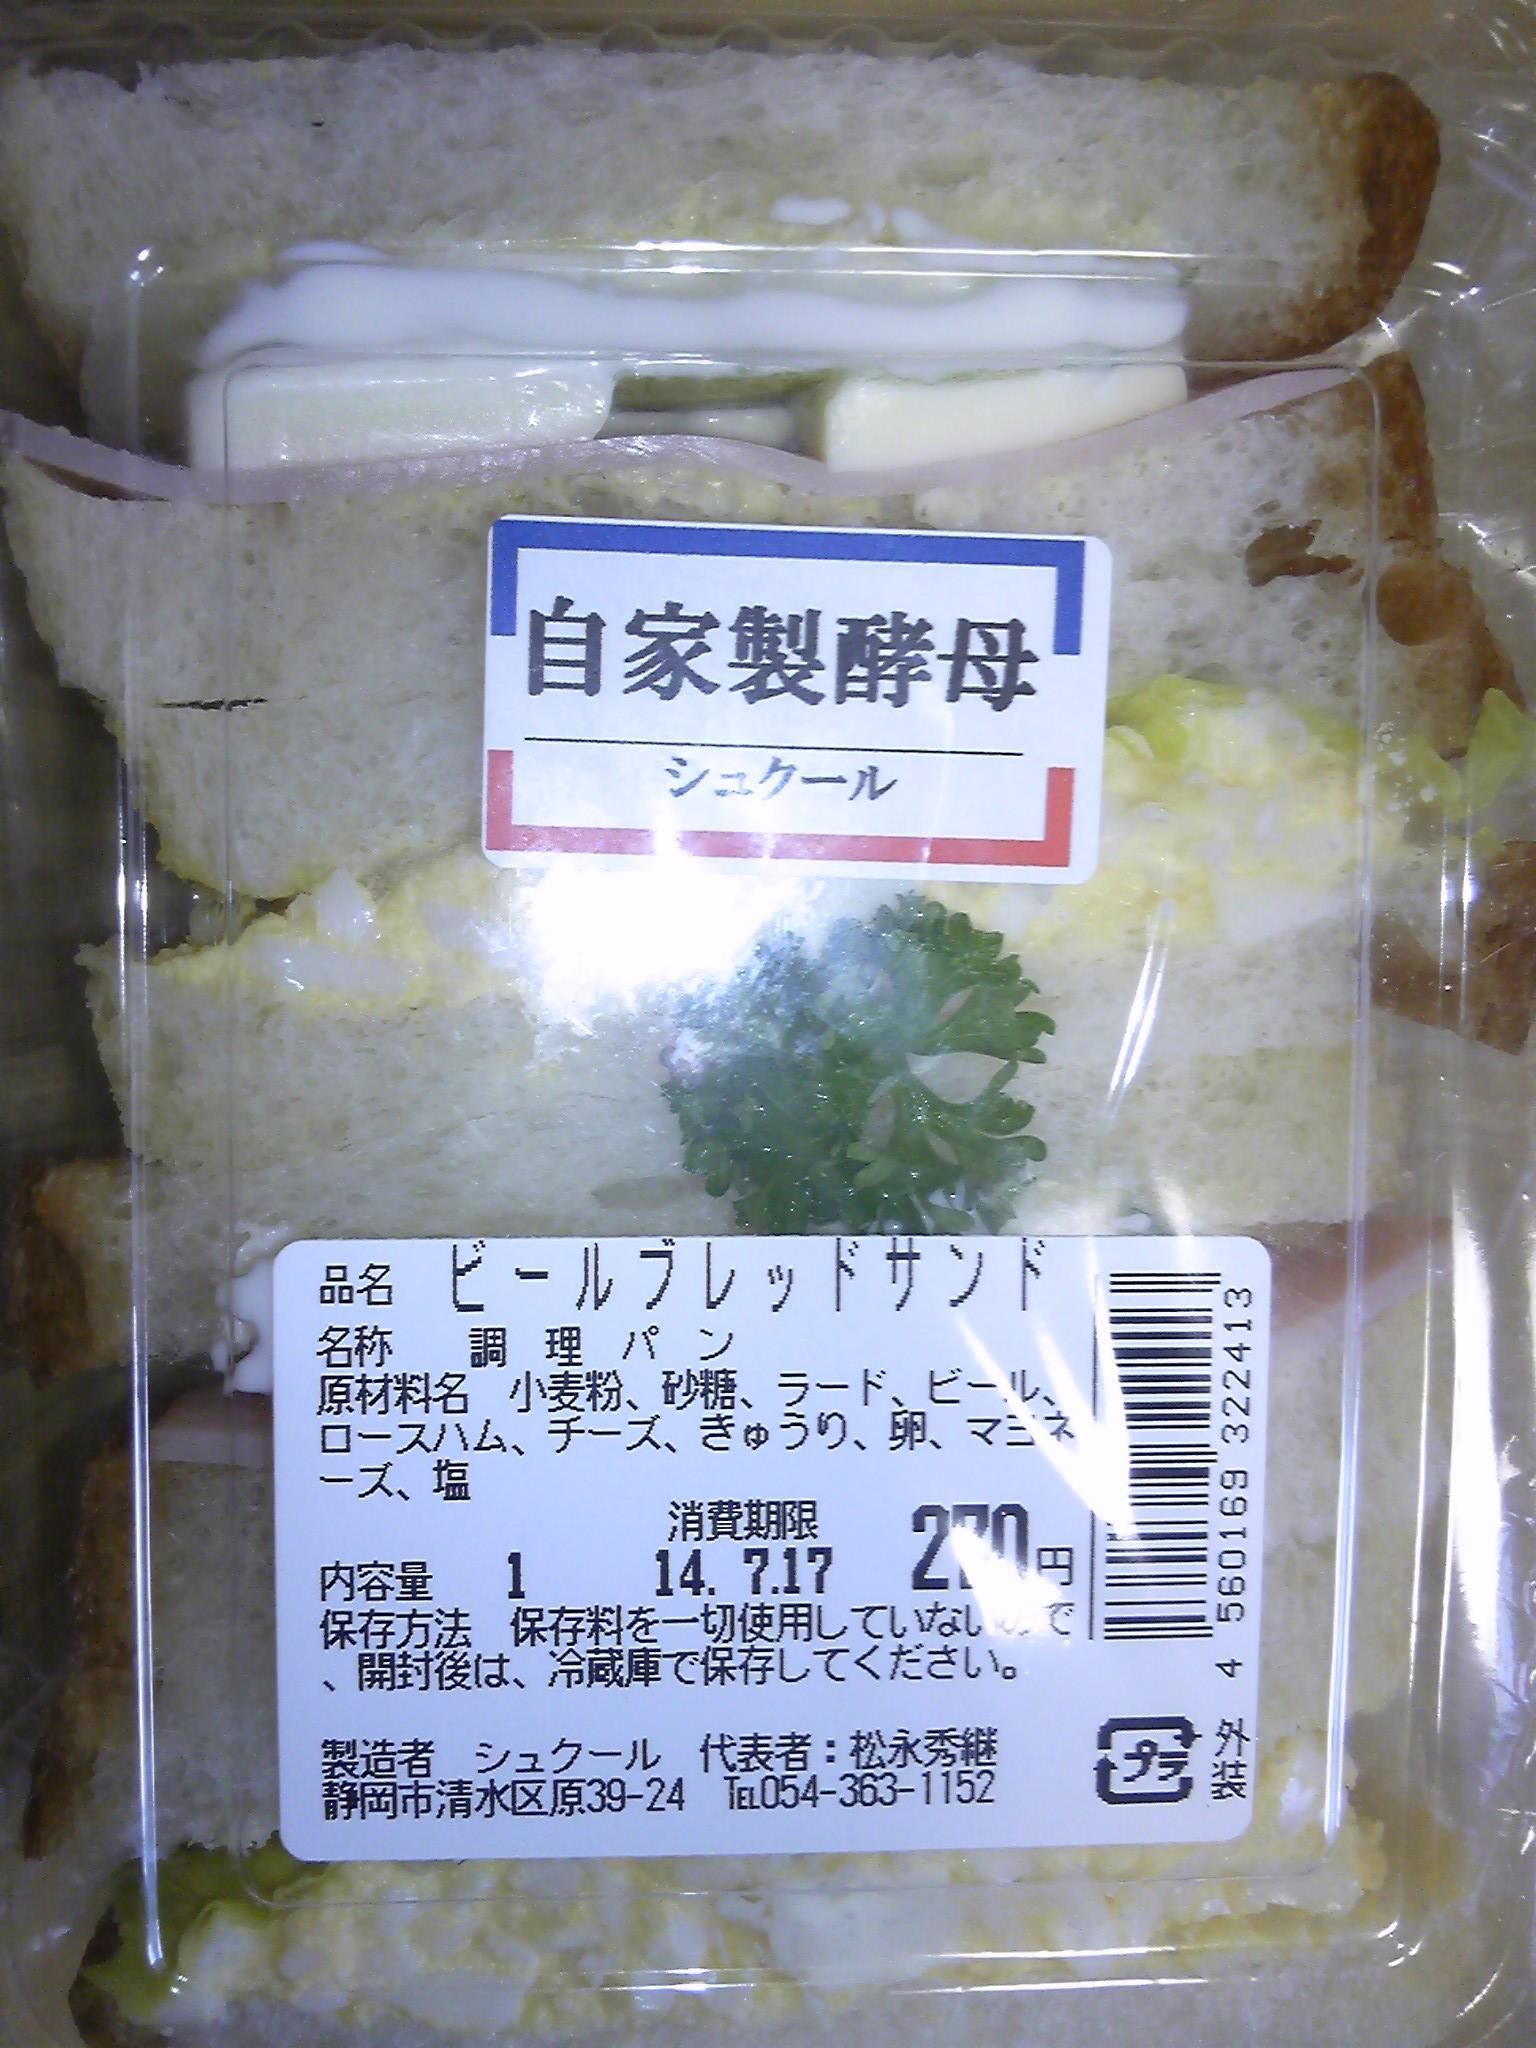 自家製酵母
シュクール
品名 ビールブレッドサンド
名称 調理パン
原材料名 小麦粉、砂糖、ラード、ビール、
ロースハム、チーズ、きゅうり、卵、マヨネ
ーズ、塩
消費期限
内容量 1 14. 7.17 270円
保存方法 保存料を一切使用していないので
、開封後は、冷蔵庫で保存してください。
製造者 シュクール 代表者：松永秀継
静岡市清水区原39-24 TEL054-363-1152
4 560169 322413
プラ
外装